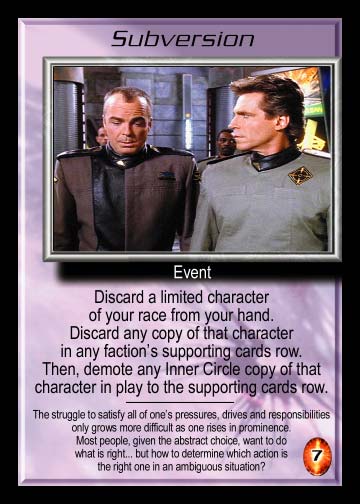 Subversion
Event
Discard a limited character
of your race from your hand.
Discard any copy of that character
in any faction's supporting cards row.
Then, demote any Inner Circle copy of that
character in play to the supporting cards row.
The struggle to satisfy all of one's pressures, drives and responsibilities
only grows more difficult as one rises in prominence.
Most people, given the abstract choice, want to do
what is right... but how to determine which action is
the right one in an ambiguous situation?
7